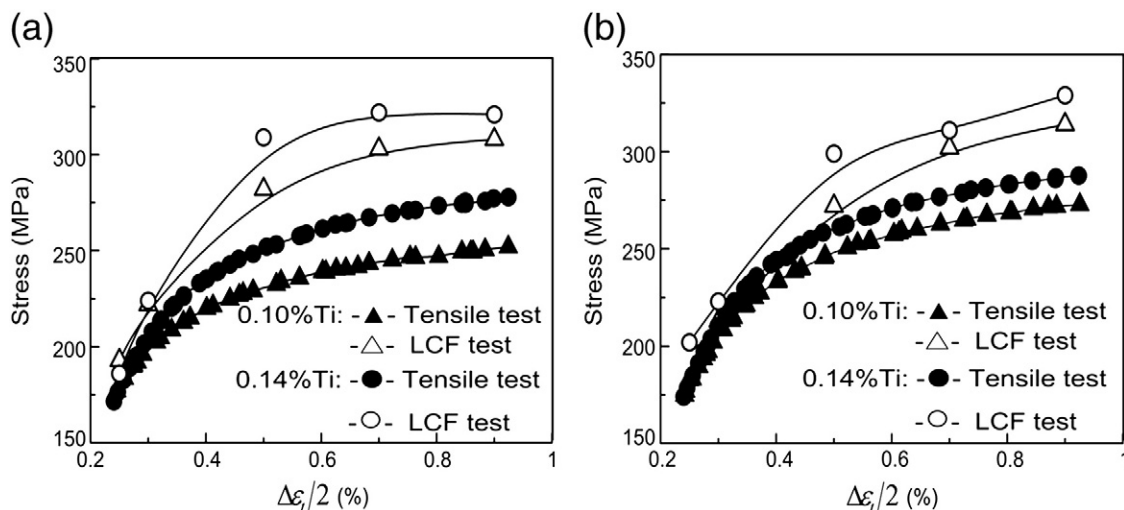 (a)
350
300
250
200
150
Stress (MPa)
0.10%Ti: -▲- Tensile test
-△- LCF test
0.14%Ti: -●- Tensile test
-○- LCF test
0.2 0.4 0.6 0.8 1
Δεt/2 (%)
(b)
350
300
250
200
150
Stress (MPa)
0.10%Ti: -▲- Tensile test
-△- LCF test
0.14%Ti: -●- Tensile test
-○- LCF test
0.2 0.4 0.6 0.8 1
Δεt/2 (%)